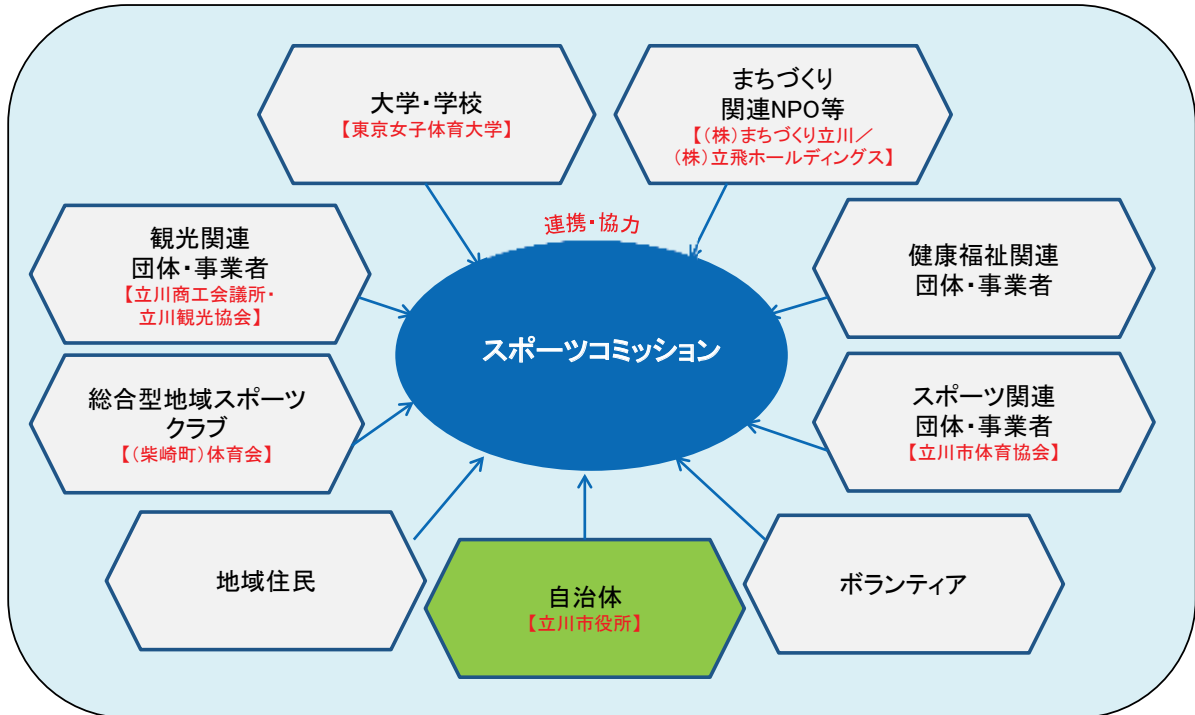 大学・学校
【東京女子体育大学】
まちづくり
関連NPO等
【(株)まちづくり立川／
(株)立飛ホールディングス】
連携・協力
観光関連
団体・事業者
【立川商工会議所・
立川観光協会】
健康福祉関連
団体・事業者
スポーツコミッション
総合型地域スポーツ
クラブ
【(柴崎町)体育会】
スポーツ関連
団体・事業者
【立川市体育協会】
地域住民
自治体
【立川市役所】
ボランティア